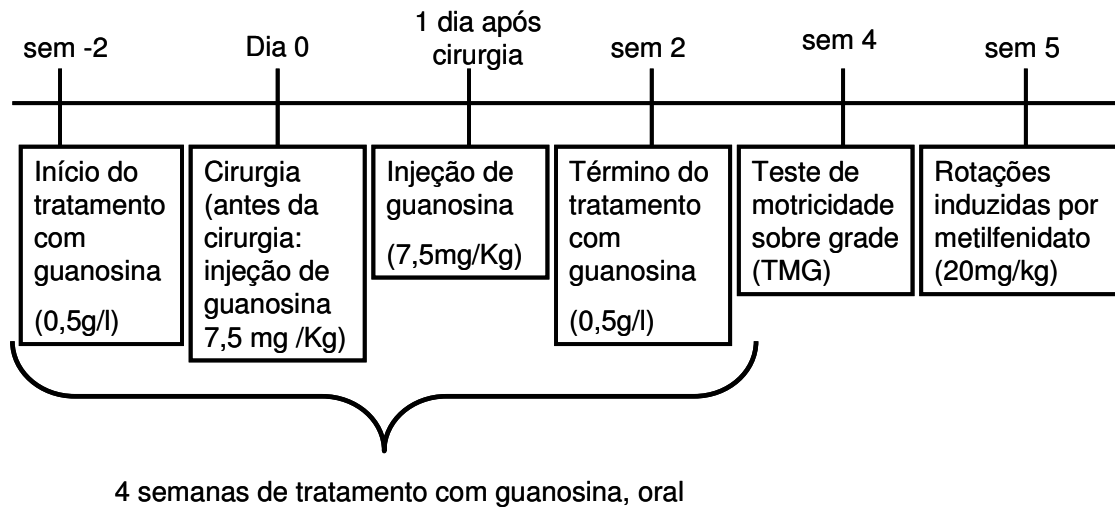 sem -2
Dia 0
1 dia após
cirurgia
sem 2
sem 4
sem 5
Início do
tratamento
com
guanosina
(0,5g/l)
Cirurgia
(antes da
cirurgia:
injeção de
guanosina
7,5 mg /Kg)
Injeção de
guanosina
(7,5mg/Kg)
Término do
tratamento
com
guanosina
(0,5g/l)
Teste de
motricidade
sobre grade
(TMG)
Rotações
induzidas por
metilfenidato
(20mg/kg)
4 semanas de tratamento com guanosina, oral